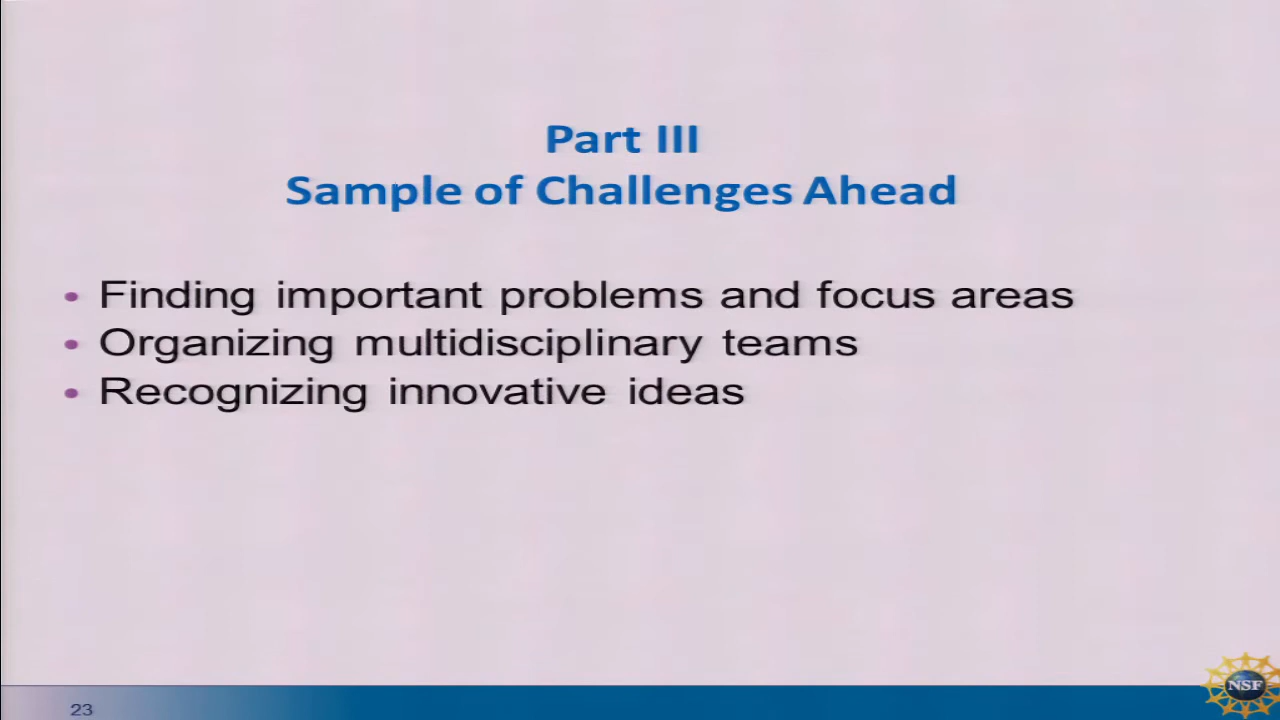 Part III
Sample of Challenges Ahead
• Finding important problems and focus areas
• Organizing multidisciplinary teams
• Recognizing innovative ideas
23
NSF